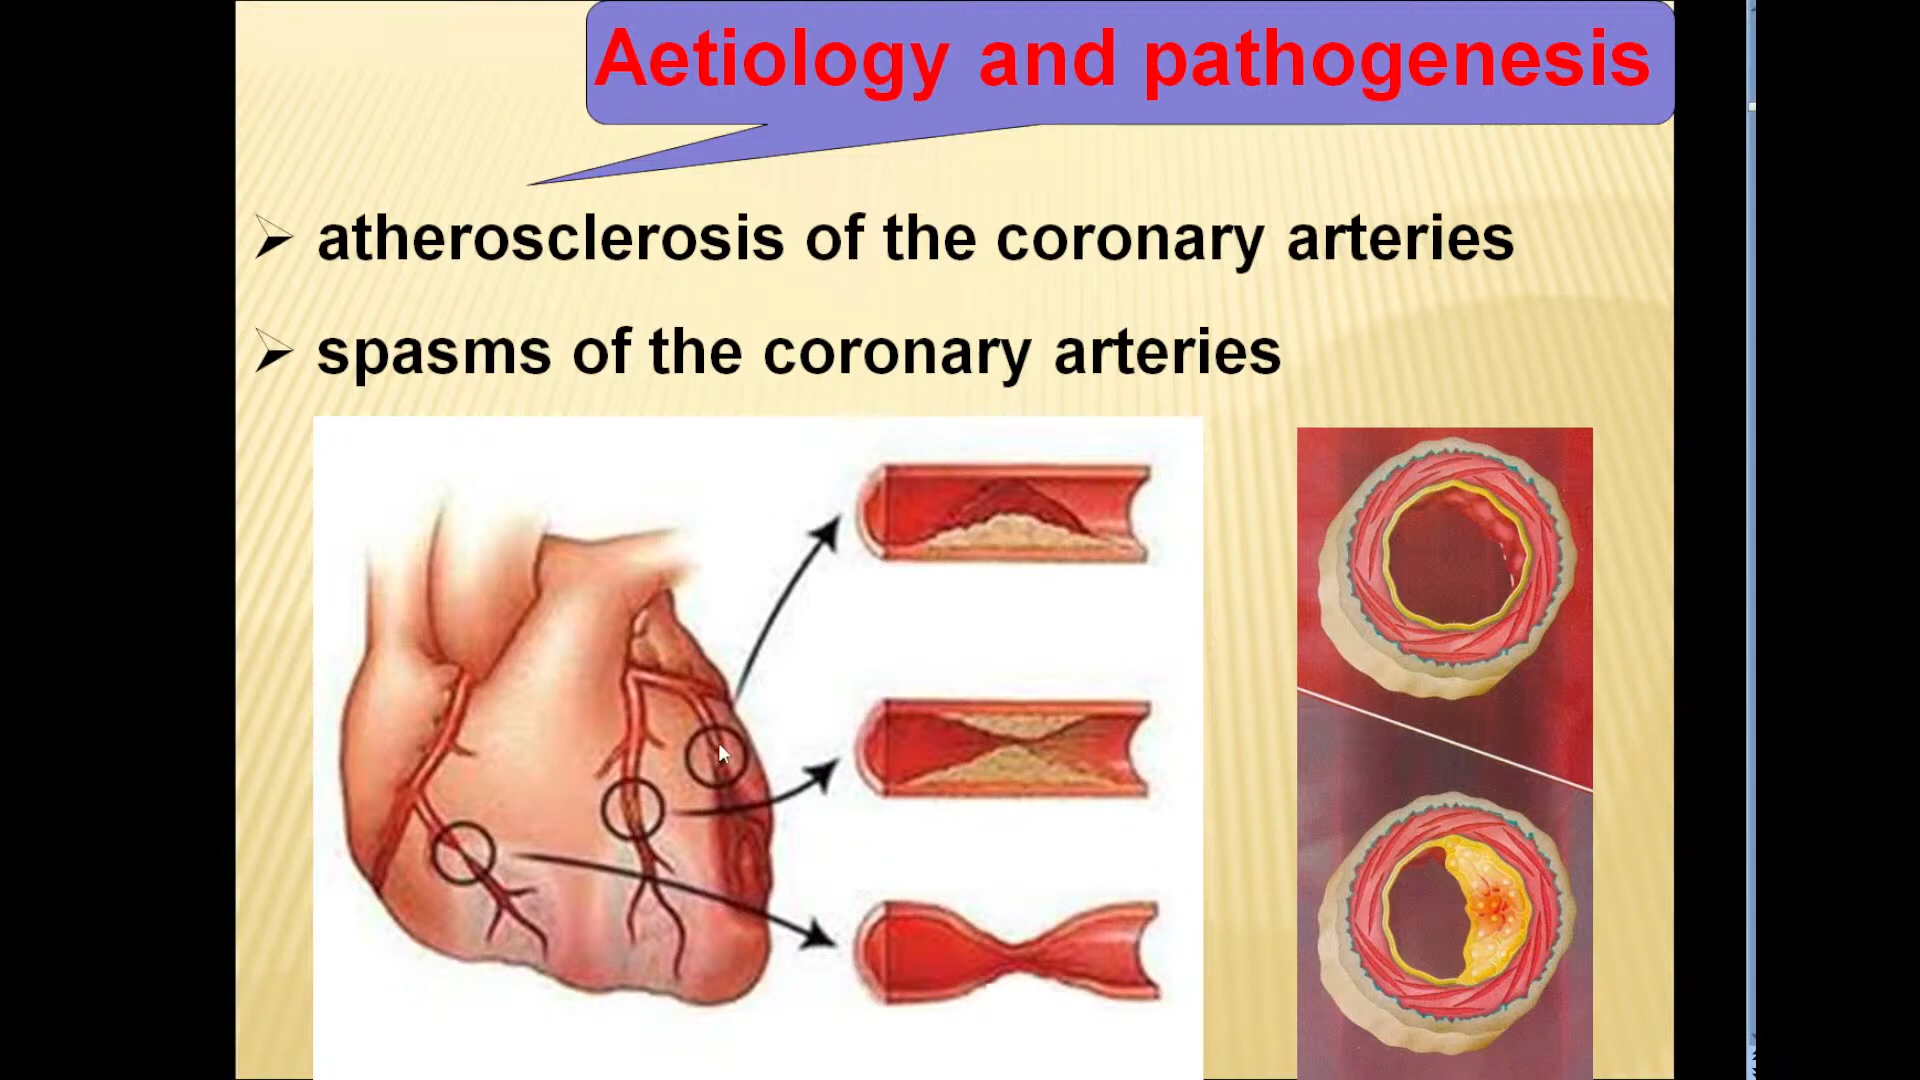 Aetiology and pathogenesis
atherosclerosis of the coronary arteries
spasms of the coronary arteries